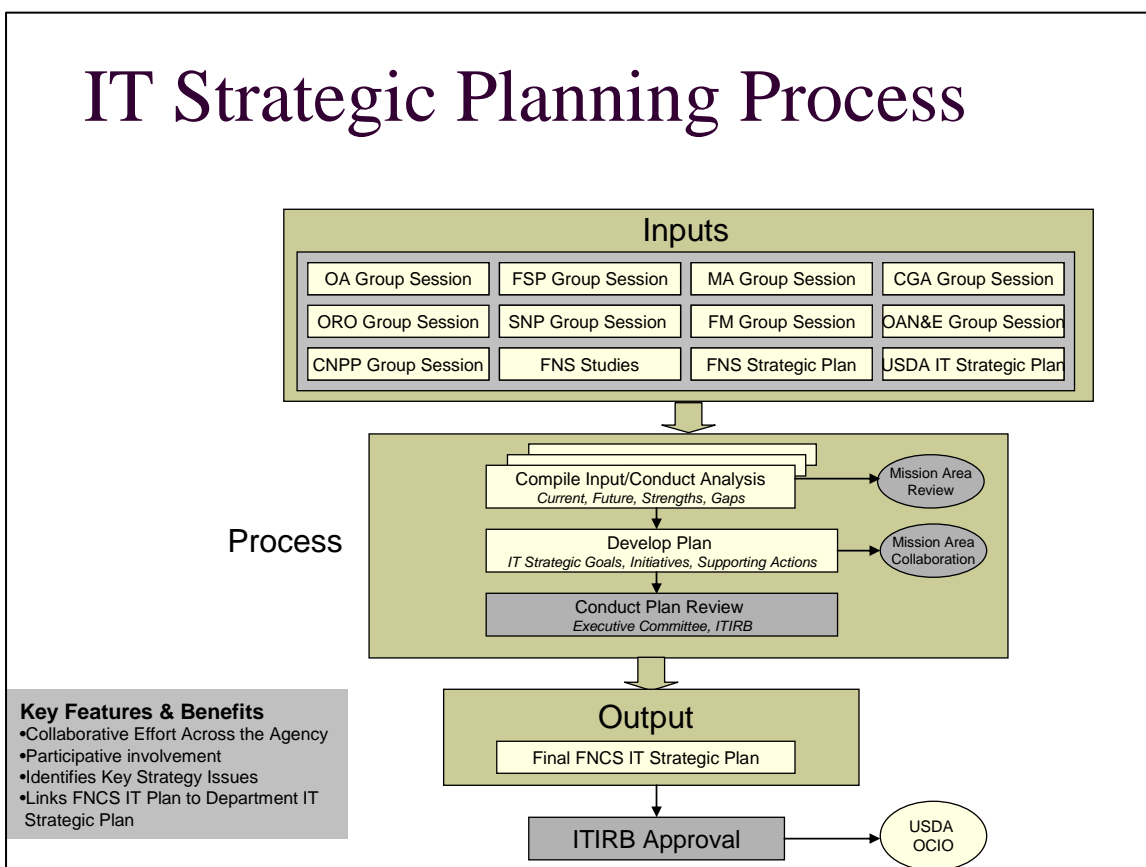 IT Strategic Planning Process
Inputs
OA Group Session
FSP Group Session
MA Group Session
CGA Group Session
ORO Group Session
SNP Group Session
FM Group Session
OAN&E Group Session
CNPP Group Session
FNS Studies
FNS Strategic Plan
USDA IT Strategic Plan
Process
Compile Input/Conduct Analysis
Current, Future, Strengths, Gaps
Mission Area
Review
Develop Plan
IT Strategic Goals, Initiatives, Supporting Actions
Mission Area
Collaboration
Conduct Plan Review
Executive Committee, ITIRB
Output
Final FNCS IT Strategic Plan
ITIRB Approval
USDA
OCIO
Key Features & Benefits
•Collaborative Effort Across the Agency
•Participative involvement
•Identifies Key Strategy Issues
•Links FNCS IT Plan to Department IT
Strategic Plan